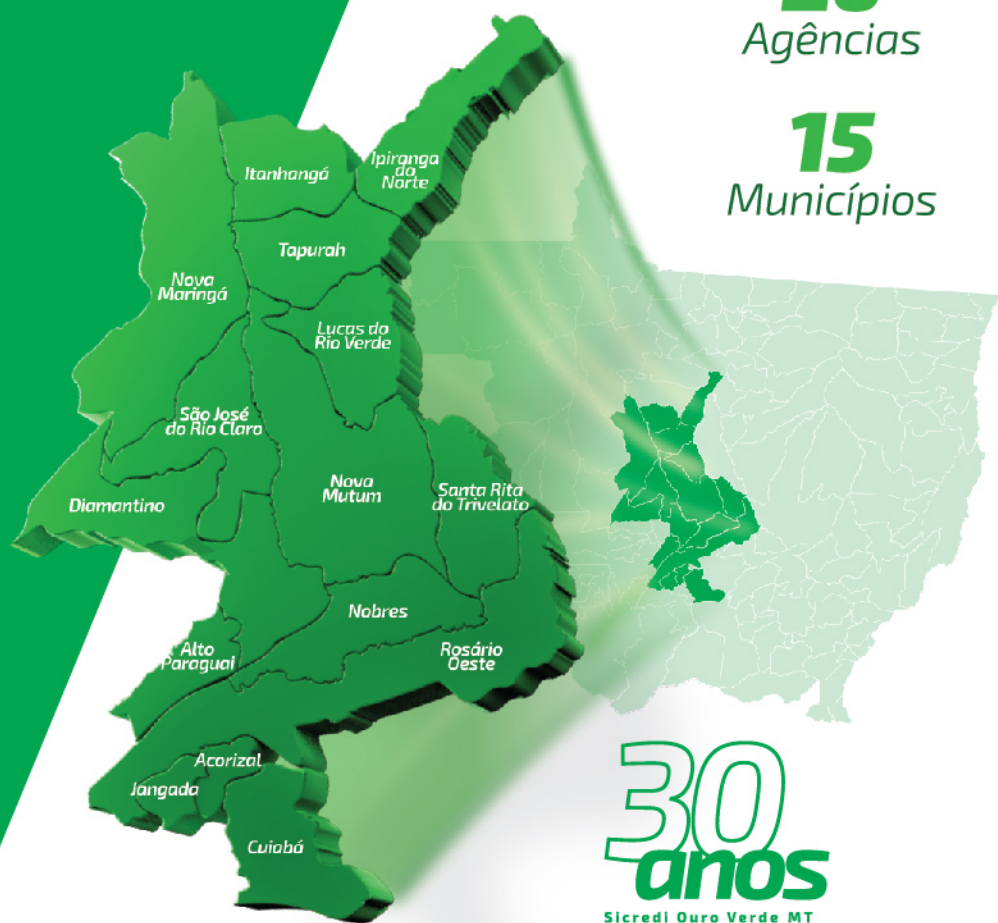 Agências
15
Municípios
Itanhangá
Ipiranga
do
Norte
Tapurah
Nova
Maringá
Lucas do
Rio Verde
São José
do Rio Claro
Diamantino
Nova
Mutum
Santa Rita
do Trivelato
Nobres
Alto
Paraguai
Rosário
Oeste
Acorizal
Jangada
Cuiabá
30
anos
Sicredi Ouro Verde MT